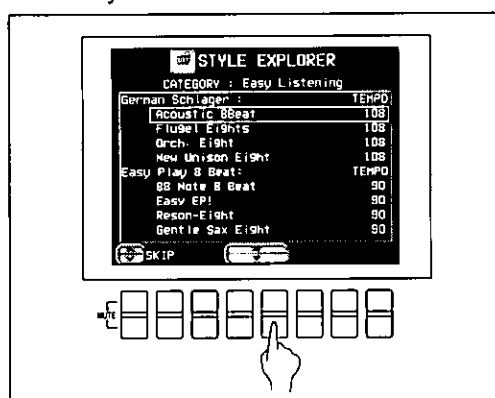 STYLE EXPLORER
CATEGORY : Easy Listening
German Schlager : TEMPO
Acoustic 8Beat 108
Flugel Eights 108
Orch. Eight 108
New Unison Eight 108
Easy Play 8 Beat: TEMPO
88 Note 8 Beat 90
Easy EP! 90
Reson-Eight 90
Gentle Sax Eight 90
SKIP
MUTE